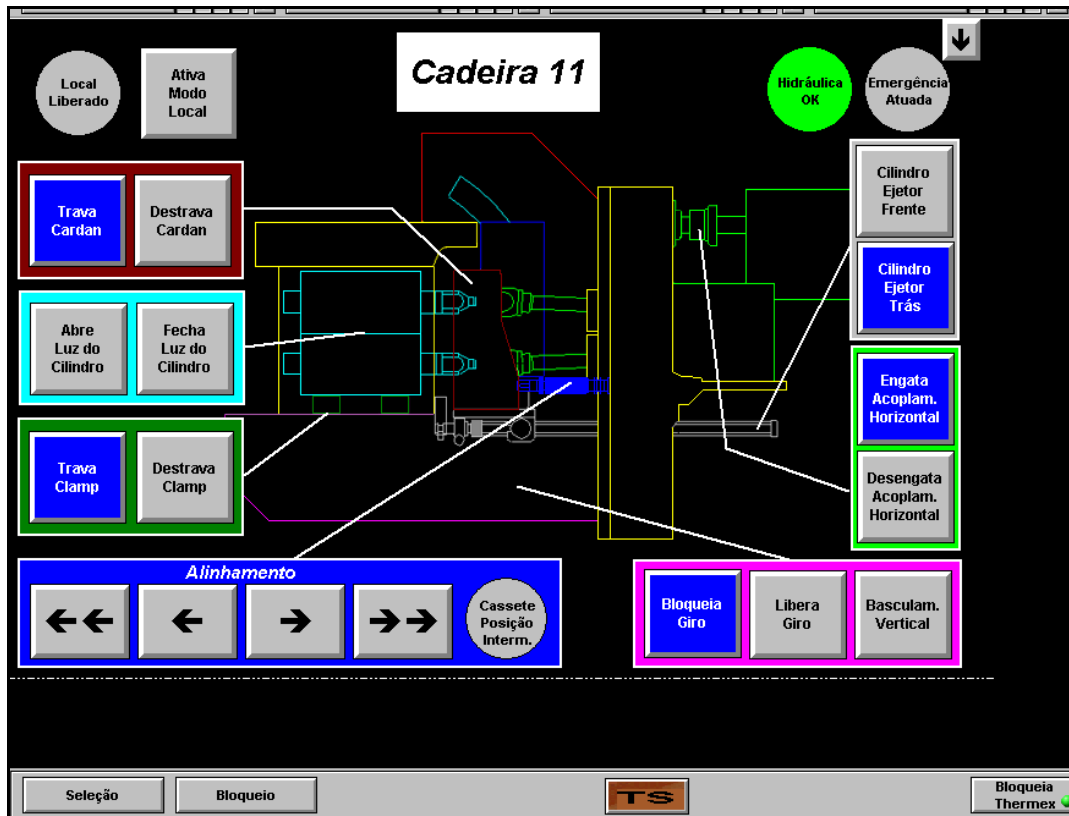 Local
Liberado
Ativa
Modo
Local
Cadeira 11
Hidráulica
OK
Emergência
Atuada
Trava
Cardan
Destrava
Cardan
Cilindro
Ejetor
Frente
Cilindro
Ejetor
Trás
Abre
Luz do
Cilindro
Fecha
Luz do
Cilindro
Engata
Acoplam.
Horizontal
Trava
Clamp
Destrava
Clamp
Desengata
Acoplam.
Horizontal
Alinhamento
Cassete
Posição
Interm.
Bloqueia
Giro
Libera
Giro
Basculam.
Vertical
Seleção
Bloqueio
TS
Bloqueia
Thermex